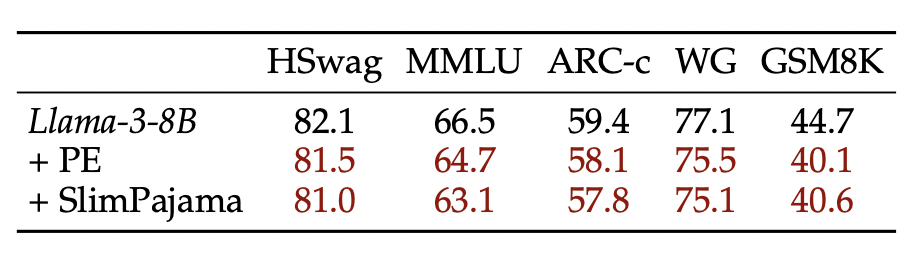 HSwag MMLU ARC-c WG GSM8K
Llama-3-8B 82.1 66.5 59.4 77.1 44.7
+ PE 81.5 64.7 58.1 75.5 40.1
+ SlimPajama 81.0 63.1 57.8 75.1 40.6